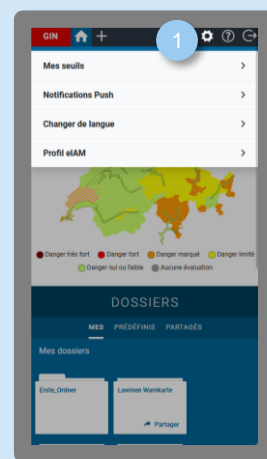 GIN
1
?
Mes seuils
Notifications Push
Changer de langue
Profil eIAM
Danger très fort Danger fort Danger marqué Danger limité
Danger nul ou faible Aucune évaluation
DOSSIERS
MES PRÉDÉFINIS PARTAGÉS
Mes dossiers
Erste_Ordner Lawinen Warnkarte
Partager